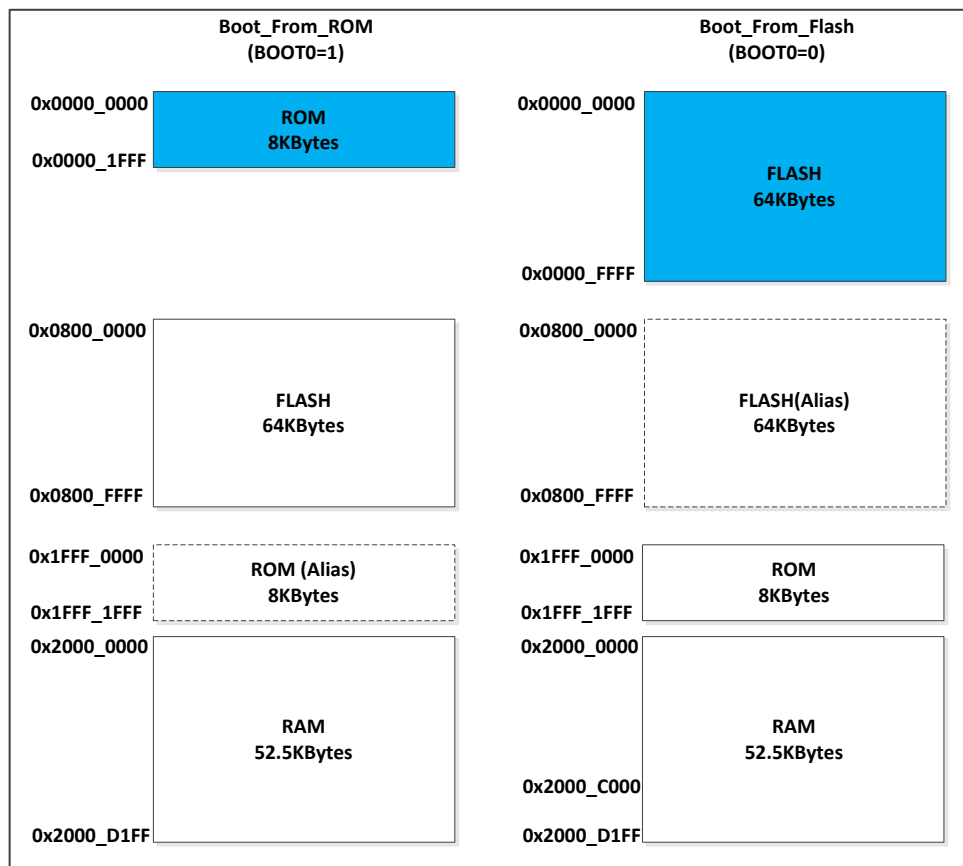 Boot_From_ROM
(BOOT0=1)
0x0000_0000
ROM
8KBytes
0x0000_1FFF
0x0800_0000
FLASH
64KBytes
0x0800_FFFF
0x1FFF_0000
ROM (Alias)
8KBytes
0x1FFF_1FFF
0x2000_0000
RAM
52.5KBytes
0x2000_D1FF
Boot_From_Flash
(BOOT0=0)
0x0000_0000
FLASH
64KBytes
0x0000_FFFF
0x0800_0000
FLASH(Alias)
64KBytes
0x0800_FFFF
0x1FFF_0000
ROM
8KBytes
0x1FFF_1FFF
0x2000_0000
RAM
52.5KBytes
0x2000_C000
0x2000_D1FF